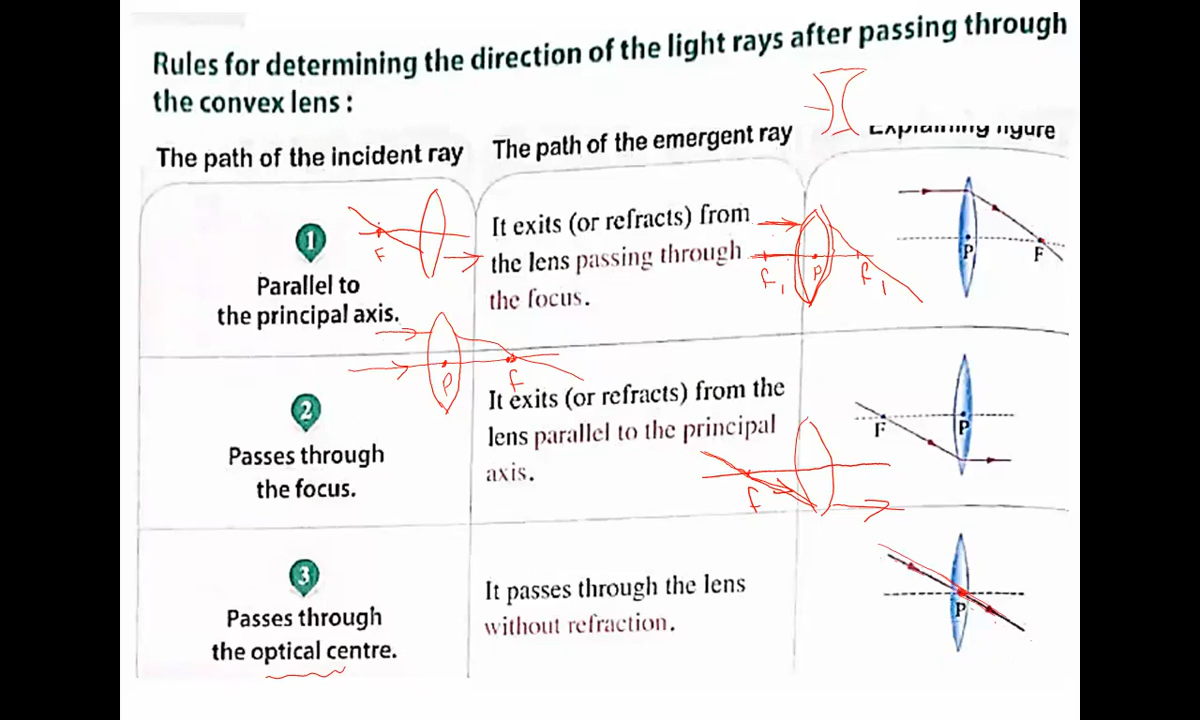 Rules for determining the direction of the light rays after passing through
the convex lens :
The path of the incident ray
The path of the emergent ray
Explaining figure
1
Parallel to
the principal axis.
It exits (or refracts) from
the lens passing through
the focus.
F
F1
P
F1
P
F
2
Passes through
the focus.
P
F
It exits (or refracts) from the
lens parallel to the principal
axis.
F
F
P
3
Passes through
the optical centre.
It passes through the lens
without refraction.
P